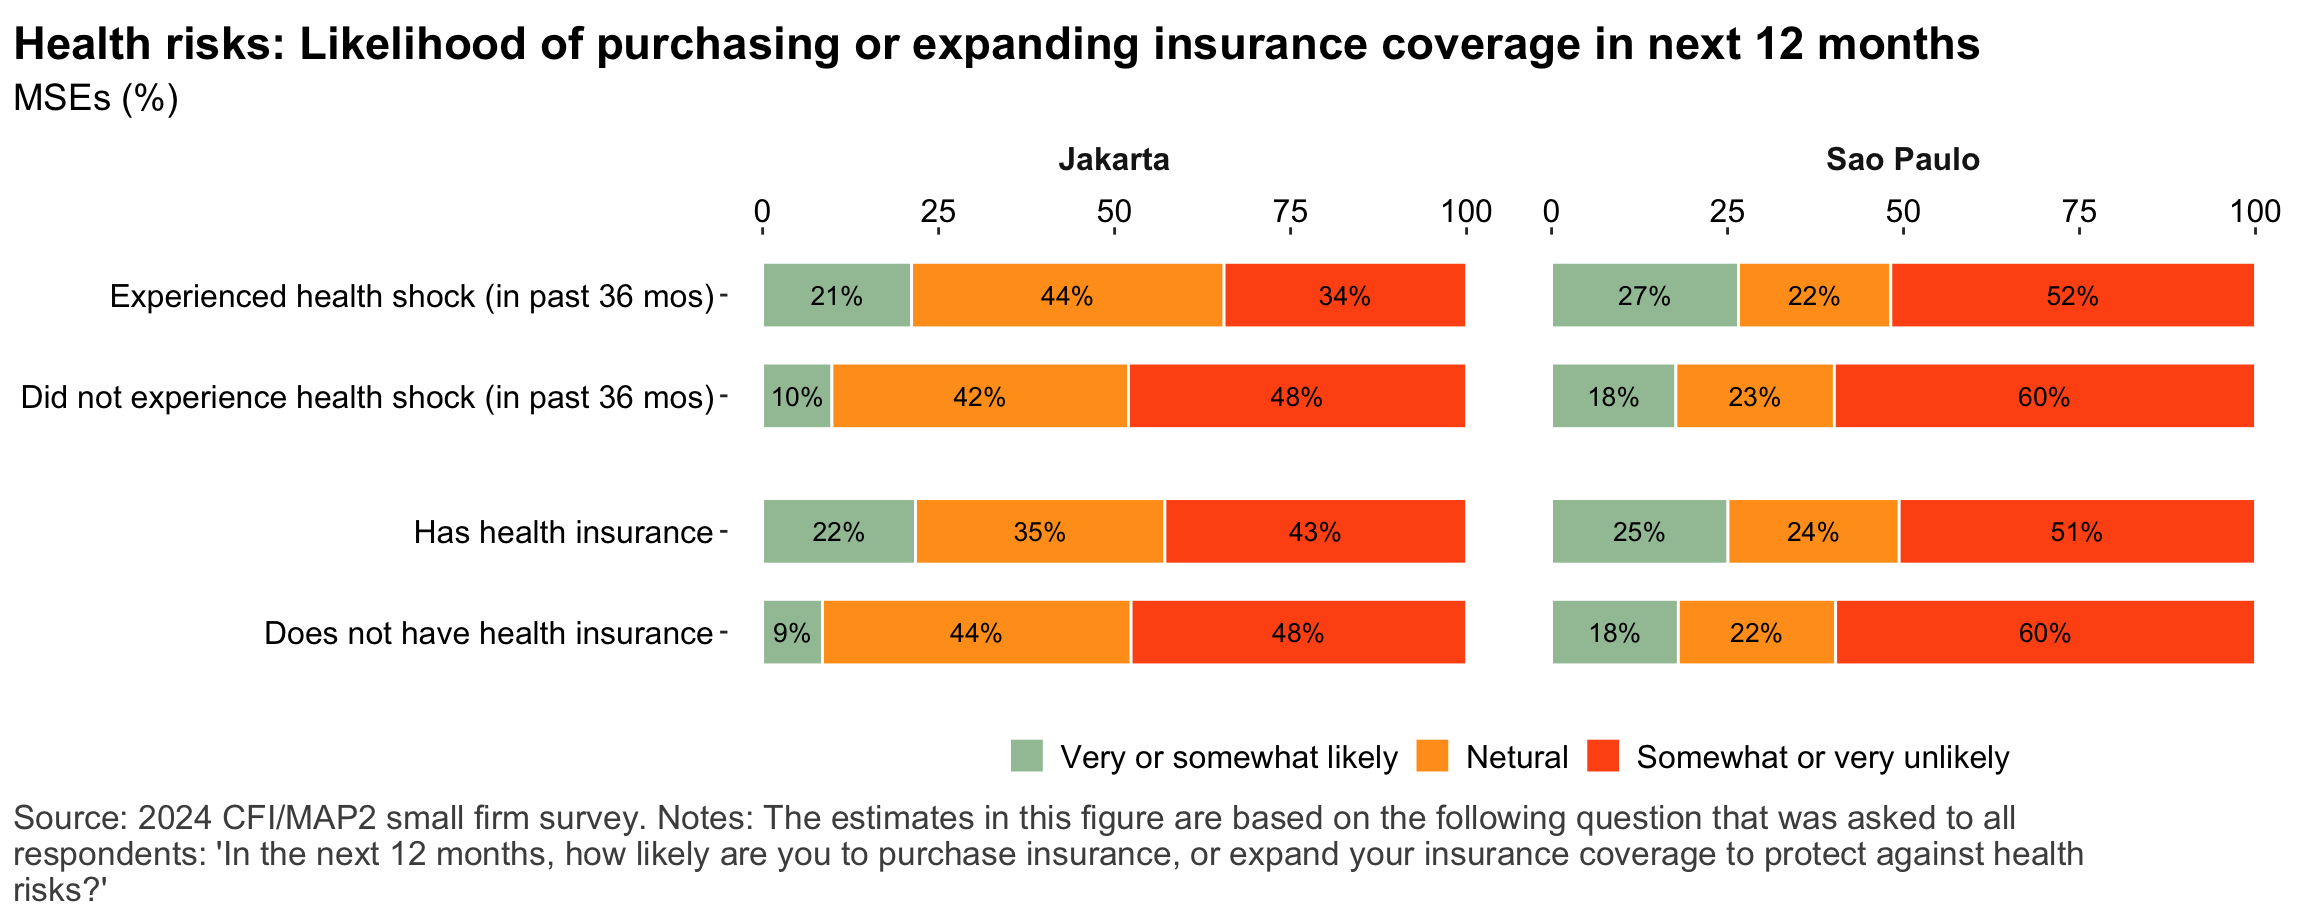 Health risks: Likelihood of purchasing or expanding insurance coverage in next 12 months
MSEs (%)
Jakarta
Sao Paulo
0 25 50 75 100
0 25 50 75 100
Experienced health shock (in past 36 mos)
21% 44% 34%
27% 22% 52%
Did not experience health shock (in past 36 mos)
10% 42% 48%
18% 23% 60%
Has health insurance
22% 35% 43%
25% 24% 51%
Does not have health insurance
9% 44% 48%
18% 22% 60%
Very or somewhat likely
Netural
Somewhat or very unlikely
Source: 2024 CFI/MAP2 small firm survey. Notes: The estimates in this figure are based on the following question that was asked to all
respondents: 'In the next 12 months, how likely are you to purchase insurance, or expand your insurance coverage to protect against health
risks?'